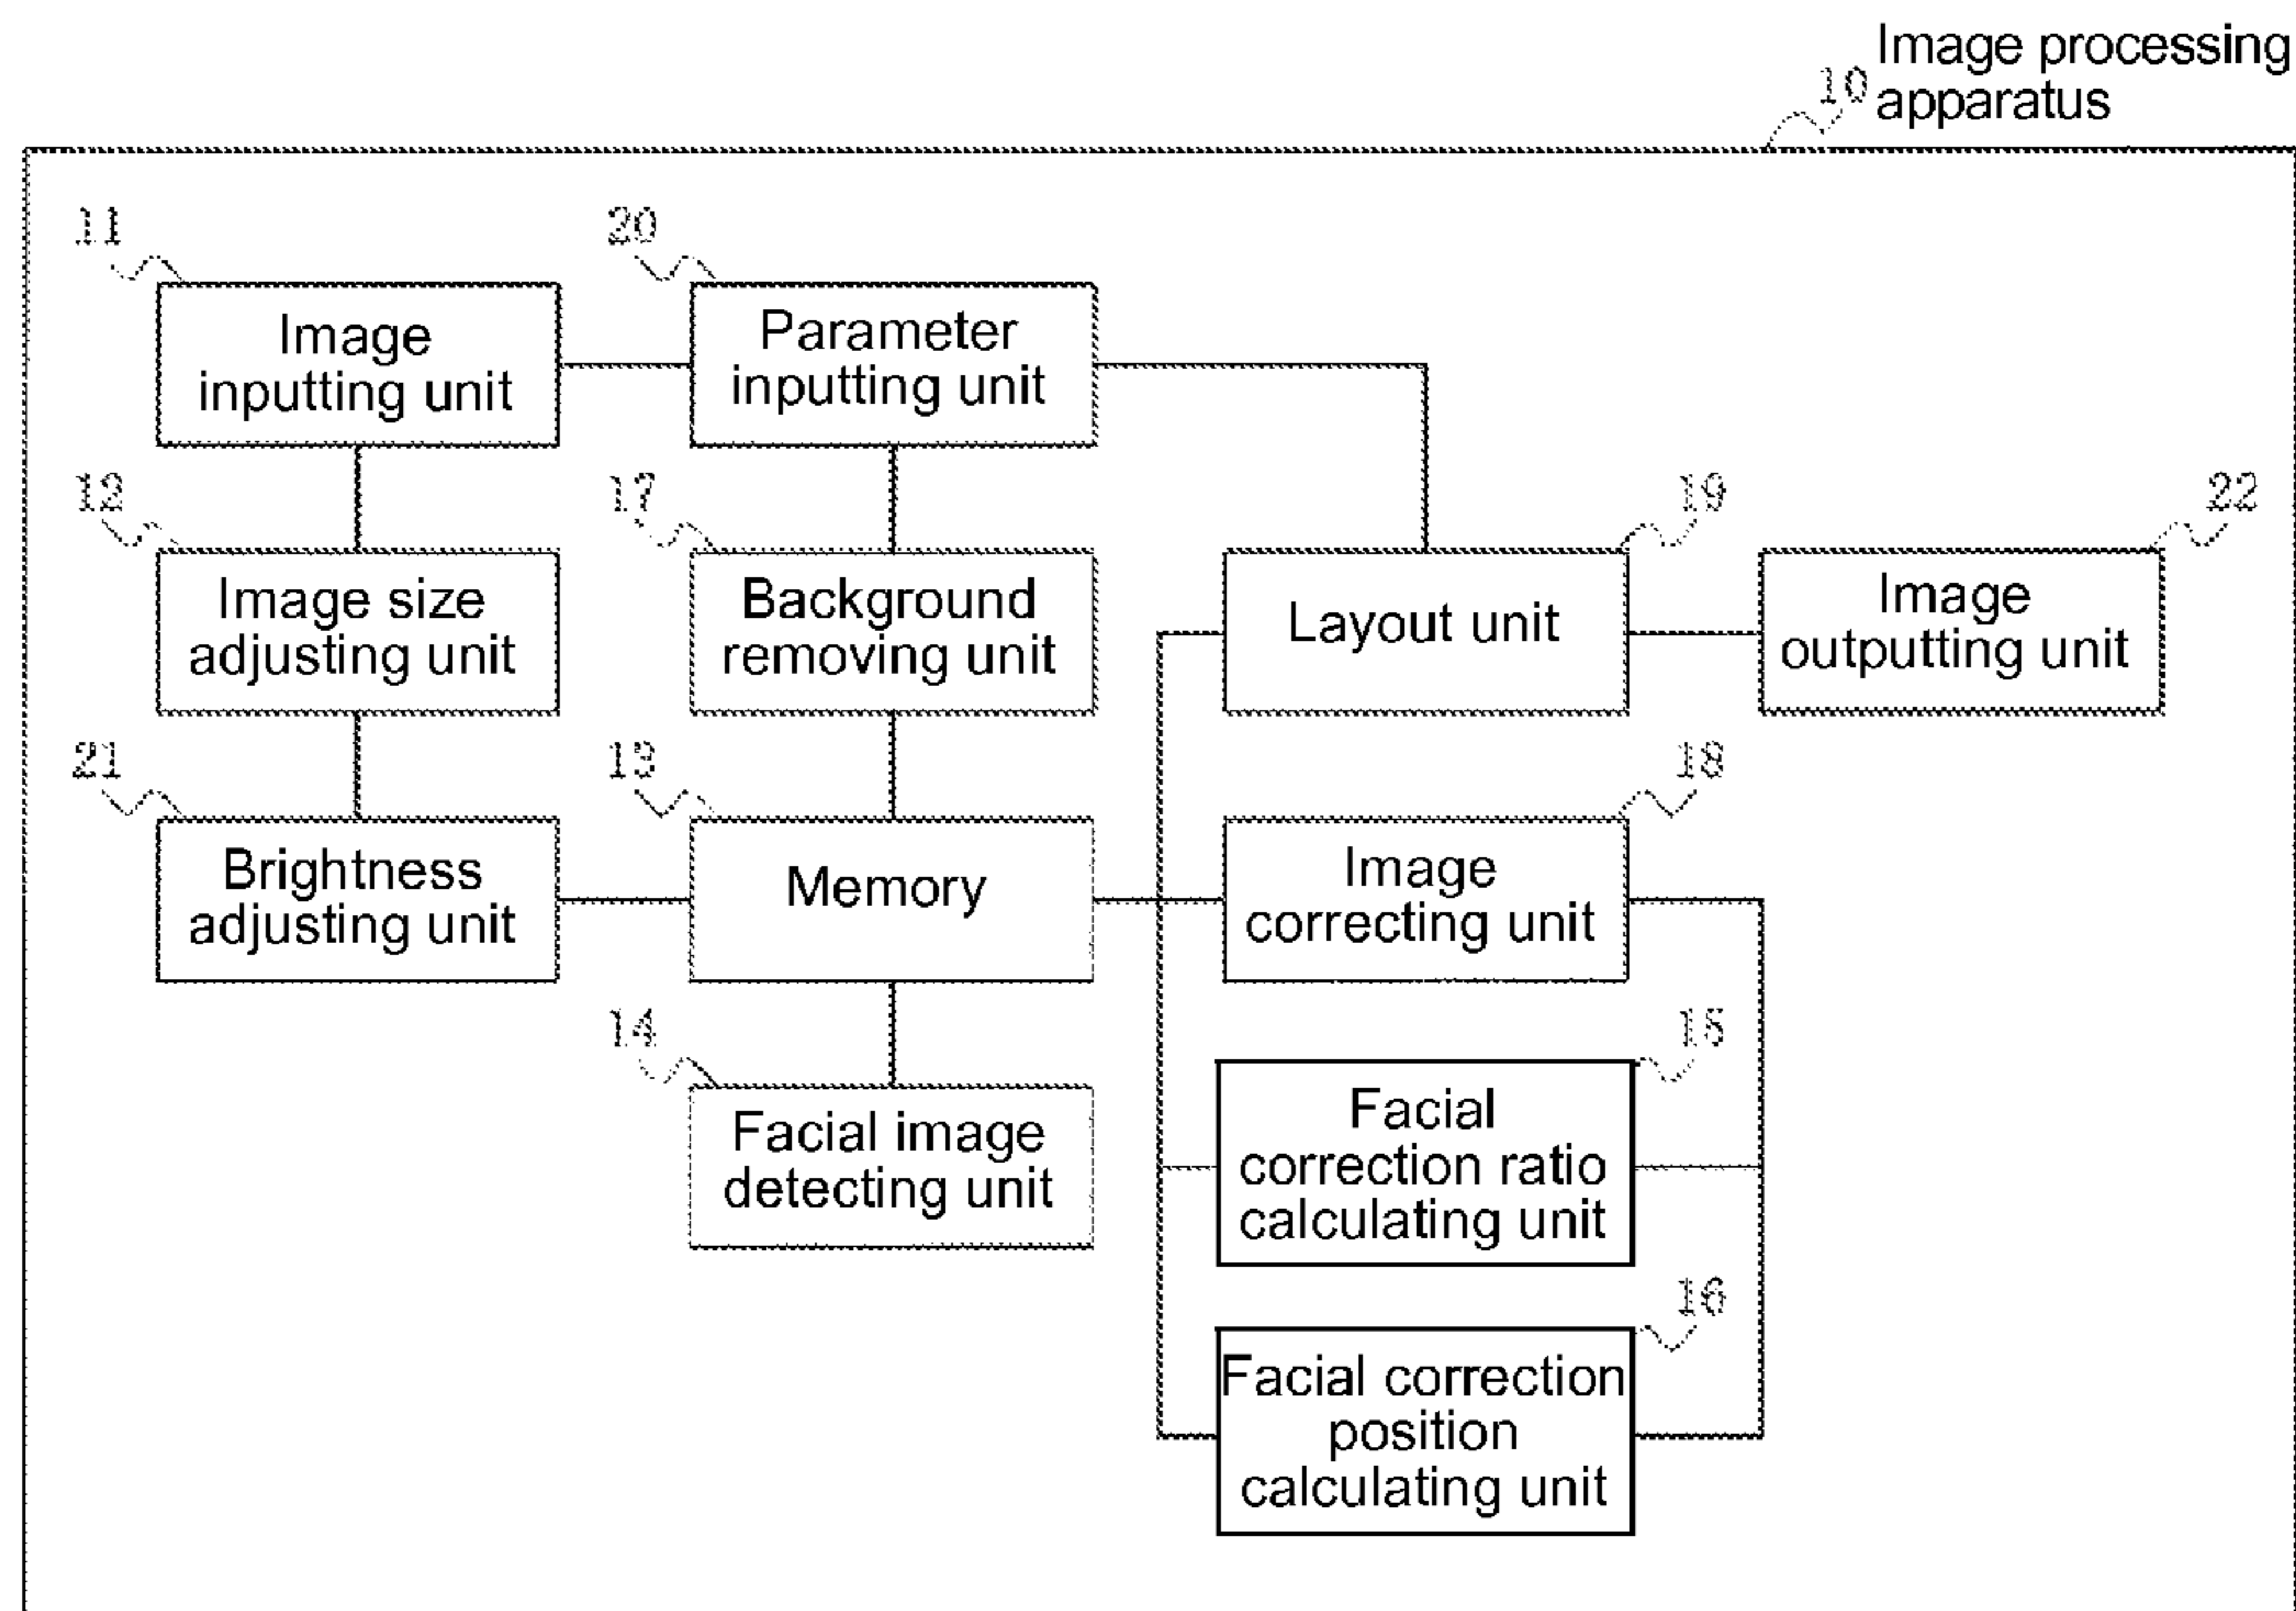 Image processing
10
apparatus
11
20
Image
inputting unit
Parameter
inputting unit
12
17
19
22
Image size
adjusting unit
Background
removing unit
Layout unit
Image
outputting unit
21
13
18
Brightness
adjusting unit
Memory
Image
correcting unit
14
15
Facial image
detecting unit
Facial
correction ratio
calculating unit
16
Facial correction
position
calculating unit